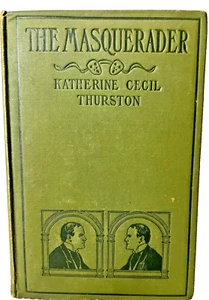 THE MASQUERADER
KATHERINE CECIL
THURSTON